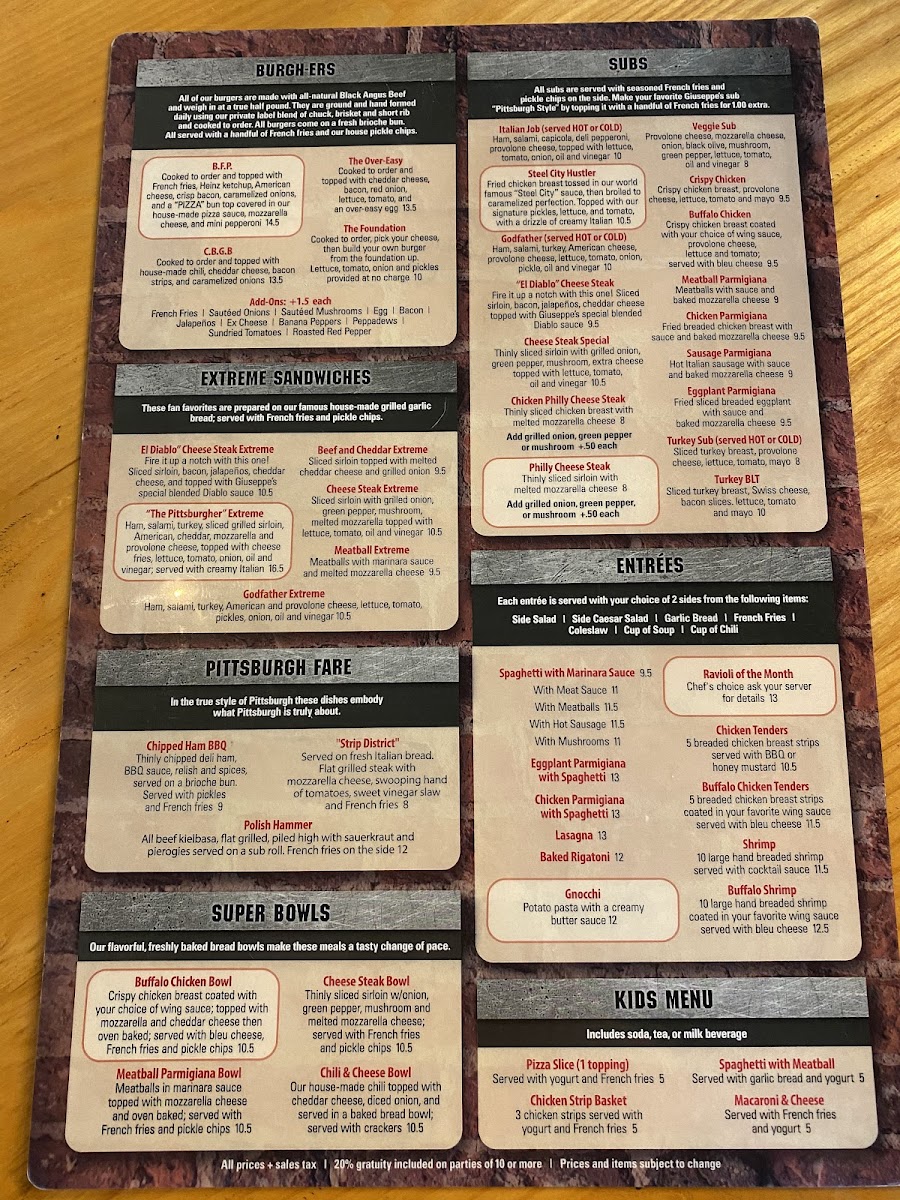 BURGH-ERS
All of our burgers are made with all-natural Black Angus Beef
and weigh in at a true half pound. They are ground and hand formed
daily using our private label blend of chuck, brisket and short rib
and cooked to order. All burgers come on a fresh brioche bun.
All served with a handful of French fries and our house pickle chips.
B.F.P.
Cooked to order and topped with
French fries, Heinz ketchup, American
cheese, crisp bacon, caramelized onions,
and a "PIZZA" bun top covered in our
house-made pizza sauce, mozzarella
cheese, and mini pepperoni 14.5
C.B.G.B
Cooked to order and topped with
house-made chili, cheddar cheese, bacon
strips, and caramelized onions 13.5
The Over-Easy
Cooked to order and
topped with cheddar cheese,
bacon, red onion,
lettuce, tomato, and
an over-easy egg 13.5
The Foundation
Cooked to order, pick your cheese,
then build your own burger
from the foundation up.
Lettuce, tomato, onion and pickles
provided at no charge 10
Add-Ons: +1.5 each
French Fries | Sautéed Onions | Sautéed Mushrooms | Egg | Bacon |
Jalapeños | Ex Cheese | Banana Peppers | Peppadews |
Sundried Tomatoes | Roasted Red Pepper
EXTREME SANDWICHES
These fan favorites are prepared on our famous house-made grilled garlic
bread; served with French fries and pickle chips.
El Diablo" Cheese Steak Extreme
Fire it up a notch with this one!
Sliced sirloin, bacon, jalapeños, cheddar
cheese, and topped with Giuseppe's
special blended Diablo sauce 10.5
"The Pittsburgher" Extreme
Ham, salami, turkey, sliced grilled sirloin,
American, cheddar, mozzarella and
provolone cheese, topped with cheese
fries, lettuce, tomato, onion, oil and
vinegar; served with creamy Italian 16.5
Beef and Cheddar Extreme
Sliced sirloin topped with melted
cheddar cheese and grilled onion 9.5
Cheese Steak Extreme
Sliced sirloin with grilled onion,
green pepper, mushroom,
melted mozzarella topped with
lettuce, tomato, onion, oil and vinegar 10.5
Meatball Extreme
Meatballs with marinara sauce
and melted mozzarella cheese 9.5
Godfather Extreme
Ham, salami, turkey, American and provolone cheese, lettuce, tomato,
pickles, onion, oil and vinegar 10.5
PITTSBURGH FARE
In the true style of Pittsburgh these dishes embody
what Pittsburgh is truly about.
Chipped Ham BBQ
Thinly chipped deli ham,
BBQ sauce, relish and spices,
served on a brioche bun.
Served with pickles
and French fries 9
"Strip District"
Served on fresh Italian bread.
Flat grilled steak with
mozzarella cheese, swooping hand
of tomatoes, sweet vinegar slaw
and French fries 8
Polish Hammer
All beef kielbasa, flat grilled, piled high with sauerkraut and
pierogies served on a sub roll. French fries on the side 12
SUPER BOWLS
Our flavorful, freshly baked bread bowls make these meals a tasty change of pace.
Buffalo Chicken Bowl
Crispy chicken breast coated with
your choice of wing sauce; topped with
mozzarella and cheddar cheese then
oven baked; served with bleu cheese,
French fries and pickle chips 10.5
Meatball Parmigiana Bowl
Meatballs in marinara sauce
topped with mozzarella cheese
and oven baked; served with
French fries and pickle chips 10.5
Cheese Steak Bowl
Thinly sliced sirloin w/onion,
green pepper, mushroom and
melted mozzarella cheese;
served with French fries
and pickle chips 10.5
Chili & Cheese Bowl
Our house-made chili topped with
cheddar cheese, diced onion, and
served in a baked bread bowl;
served with crackers 10.5
SUBS
All subs are served with seasoned French fries and
pickle chips on the side. Make your favorite Giuseppe's sub
"Pittsburgh Style" by topping it with a handful of French fries for 1.00 extra.
Italian Job (served HOT or COLD)
Ham, salami, capicola, deli pepperoni,
provolone cheese, topped with lettuce,
tomato, onion, oil and vinegar 10
Steel City Hustler
Fried chicken breast tossed in our world
famous "Steel City" sauce, then broiled to
caramelized perfection. Topped with our
signature pickles, lettuce, and tomato,
with a drizzle of creamy Italian 10.5
Godfather (served HOT or COLD)
Ham, salami, turkey, American cheese,
provolone cheese, lettuce, tomato, onion,
pickle, oil and vinegar 10
"El Diablo" Cheese Steak
Fire it up a notch with this one! Sliced
sirloin, bacon, jalapeños, cheddar cheese
topped with Giuseppe's special blended
Diablo sauce 9.5
Cheese Steak Special
Thinly sliced sirloin with grilled onion,
green pepper, mushroom, extra cheese
topped with lettuce, tomato,
oil and vinegar 10.5
Chicken Philly Cheese Steak
Thinly sliced chicken breast with
melted mozzarella cheese 8
Add grilled onion, green pepper
or mushroom +.50 each
Philly Cheese Steak
Thinly sliced sirloin with
melted mozzarella cheese 8
Add grilled onion, green pepper,
or mushroom +.50 each
Veggie Sub
Provolone cheese, mozzarella cheese,
onion, black olive, mushroom,
green pepper, lettuce, tomato,
oil and vinegar 8
Crispy Chicken
Crispy chicken breast, provolone
cheese, lettuce, tomato and mayo 9.5
Buffalo Chicken
Crispy chicken breast coated
with your choice of wing sauce,
provolone cheese,
lettuce and tomato;
served with bleu cheese 9.5
Meatball Parmigiana
Meatballs with sauce and
baked mozzarella cheese 9
Chicken Parmigiana
Fried breaded chicken breast with
sauce and baked mozzarella cheese 9.5
Sausage Parmigiana
Hot Italian sausage with sauce
and baked mozzarella cheese 9
Eggplant Parmigiana
Fried sliced breaded eggplant
with sauce and
baked mozzarella cheese 9.5
Turkey Sub (served HOT or COLD)
Sliced turkey breast, provolone
cheese, lettuce, tomato, mayo 8
Turkey BLT
Sliced turkey breast, Swiss cheese,
bacon slices, lettuce, tomato
and mayo 10
ENTRÉES
Each entrée is served with your choice of 2 sides from the following items:
Side Salad | Side Caesar Salad | Garlic Bread | French Fries |
Coleslaw | Cup of Soup | Cup of Chili
Spaghetti with Marinara Sauce 9.5
With Meat Sauce 11
With Meatballs 11.5
With Hot Sausage 11.5
With Mushrooms 11
Eggplant Parmigiana
with Spaghetti 13
Chicken Parmigiana
with Spaghetti 13
Lasagna 13
Baked Rigatoni 12
Gnocchi
Potato pasta with a creamy
butter sauce 12
Ravioli of the Month
Chef's choice ask your server
for details 13
Chicken Tenders
5 breaded chicken breast strips
served with BBQ or
honey mustard 10.5
Buffalo Chicken Tenders
5 breaded chicken breast strips
coated in your favorite wing sauce
served with bleu cheese 11.5
Shrimp
10 large hand breaded shrimp
served with cocktail sauce 11.5
Buffalo Shrimp
10 large hand breaded shrimp
coated in your favorite wing sauce
served with bleu cheese 12.5
KIDS MENU
Includes soda, tea, or milk beverage
Pizza Slice (1 topping)
Served with yogurt and French fries 5
Chicken Strip Basket
3 chicken strips served with
yogurt and French fries 5
Spaghetti with Meatball
Served with garlic bread and yogurt 5
Macaroni & Cheese
Served with French fries
and yogurt 5
All prices + sales tax | 20% gratuity included on parties of 10 or more | Prices and items subject to change